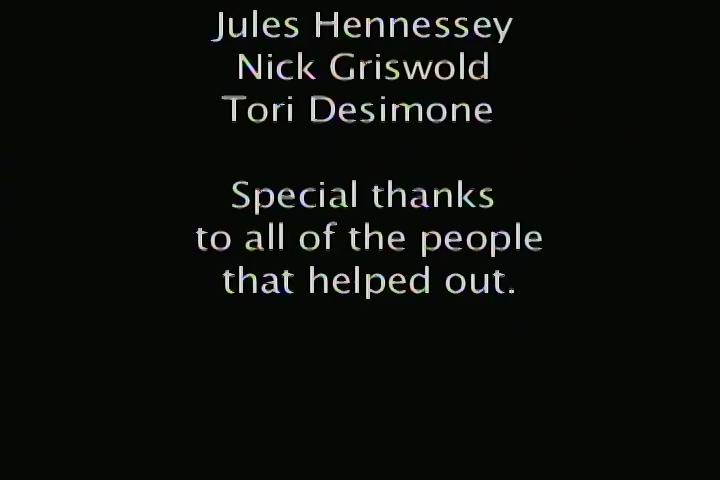 Jules Hennessey
Nick Griswold
Tori Desimone
Special thanks
to all of the people
that helped out.